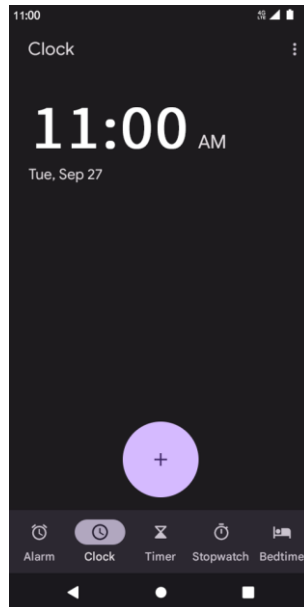 11:00
Clock
11:00 AM
Tue, Sep 27
Alarm Clock Timer Stopwatch Bedtime